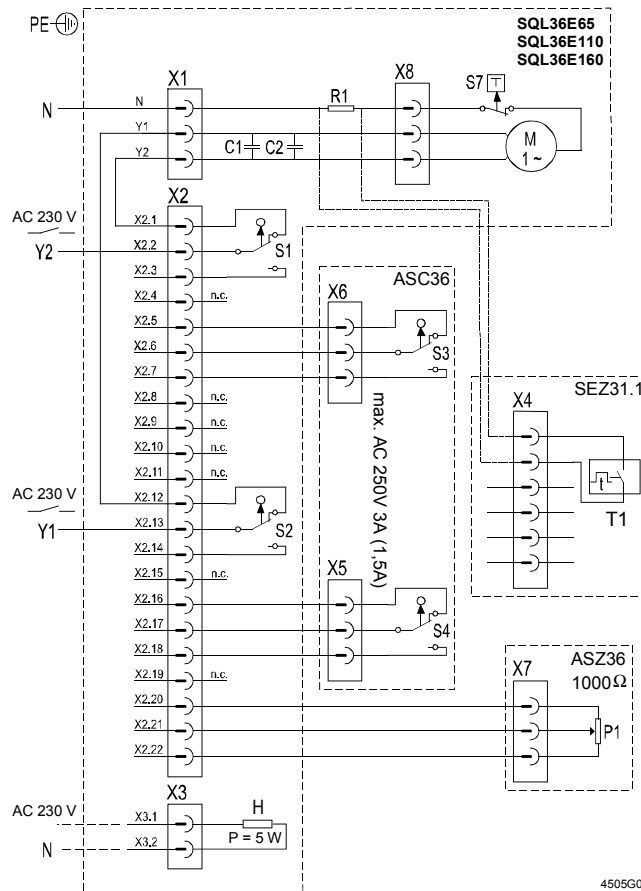 PE
SQL36E65
SQL36E110
SQL36E160
X1
X8
S7
T
R1
N
N
Y1
C1
C2
M
1 ~
Y2
X2
AC 230 V
X2.1
Y2
X2.2
S1
X2.3
ASC36
X2.4
n.c.
X6
X2.5
X2.6
S3
X2.7
SEZ31.1
X2.8
n.c.
X4
X2.9
n.c.
X2.10
n.c.
X2.11
n.c.
max. AC 250V 3A (1,5A)
t
T1
AC 230 V
X2.12
Y1
X2.13
S2
X2.14
X2.15
n.c.
X5
X2.16
X2.17
S4
X2.18
ASZ36
1000Ω
X7
X2.19
n.c.
X2.20
X2.21
P1
X2.22
X3
AC 230 V
X3.1
H
N
X3.2
P = 5 W
4505G0